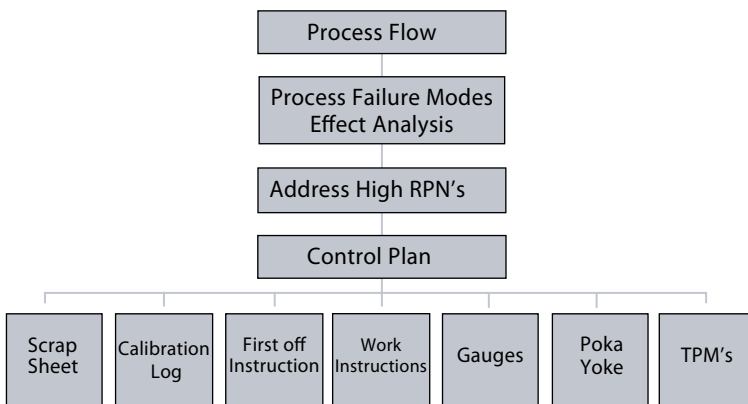 Process Flow
Process Failure Modes
Effect Analysis
Address High RPN's
Control Plan
Scrap
Sheet
Calibration
Log
First off
Instruction
Work
Instructions
Gauges
Poka
Yoke
TPM's